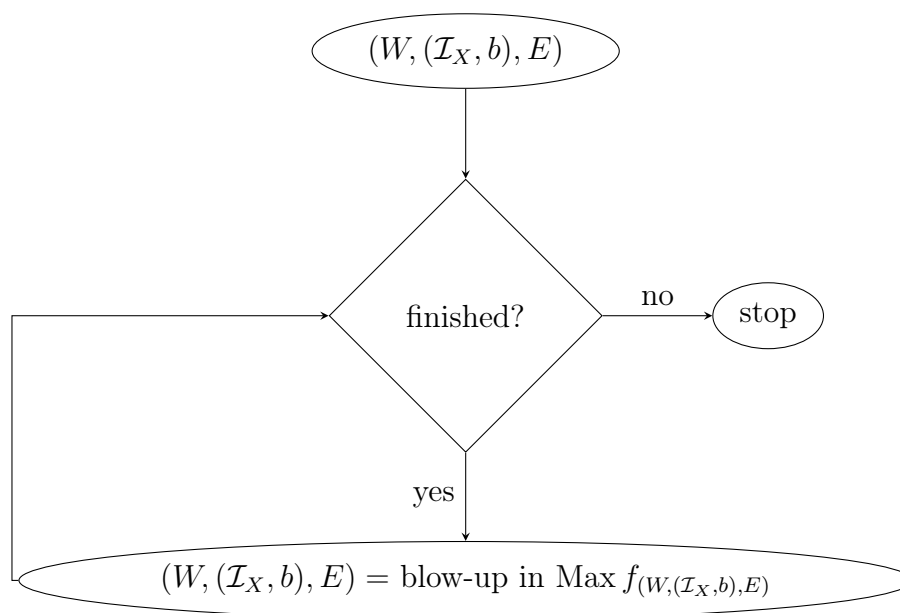 (W, (ℐ_X, b), E)
finished?
no
stop
yes
(W, (ℐ_X, b), E) = blow-up in Max f_{(W,(ℐ_X,b),E)}